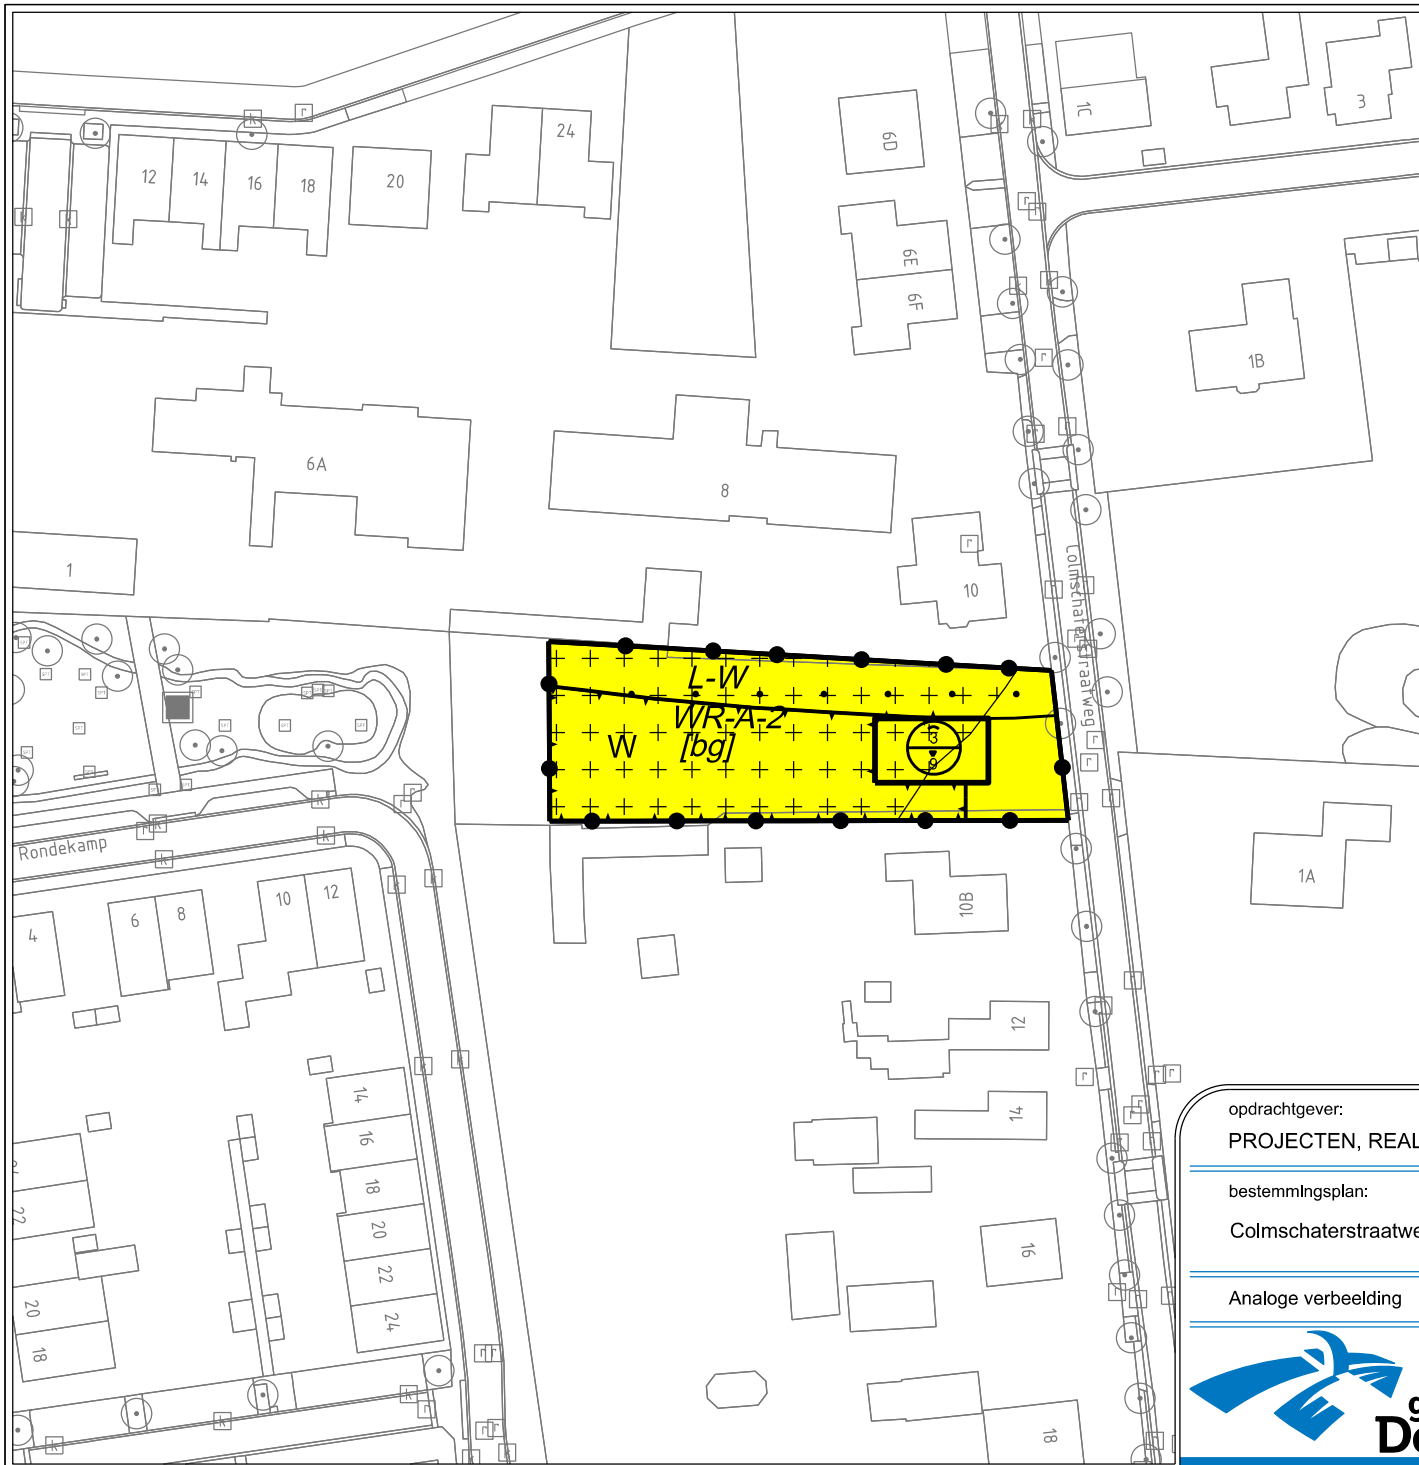 24
12
14
16
18
20
6D
1C
3
6E
6F
1B
6A
8
1
10
Colmschaterstraatweg
L-W
WR-A-2
[bg]
W
3
9
Rondekamp
4
6
8
10
12
10B
1A
12
14
14
16
18
20
22
24
22
20
18
16
18
opdrachtgever:
PROJECTEN, REAL
bestemmingsplan:
Colmschaterstraatwe
Analoge verbeelding
De